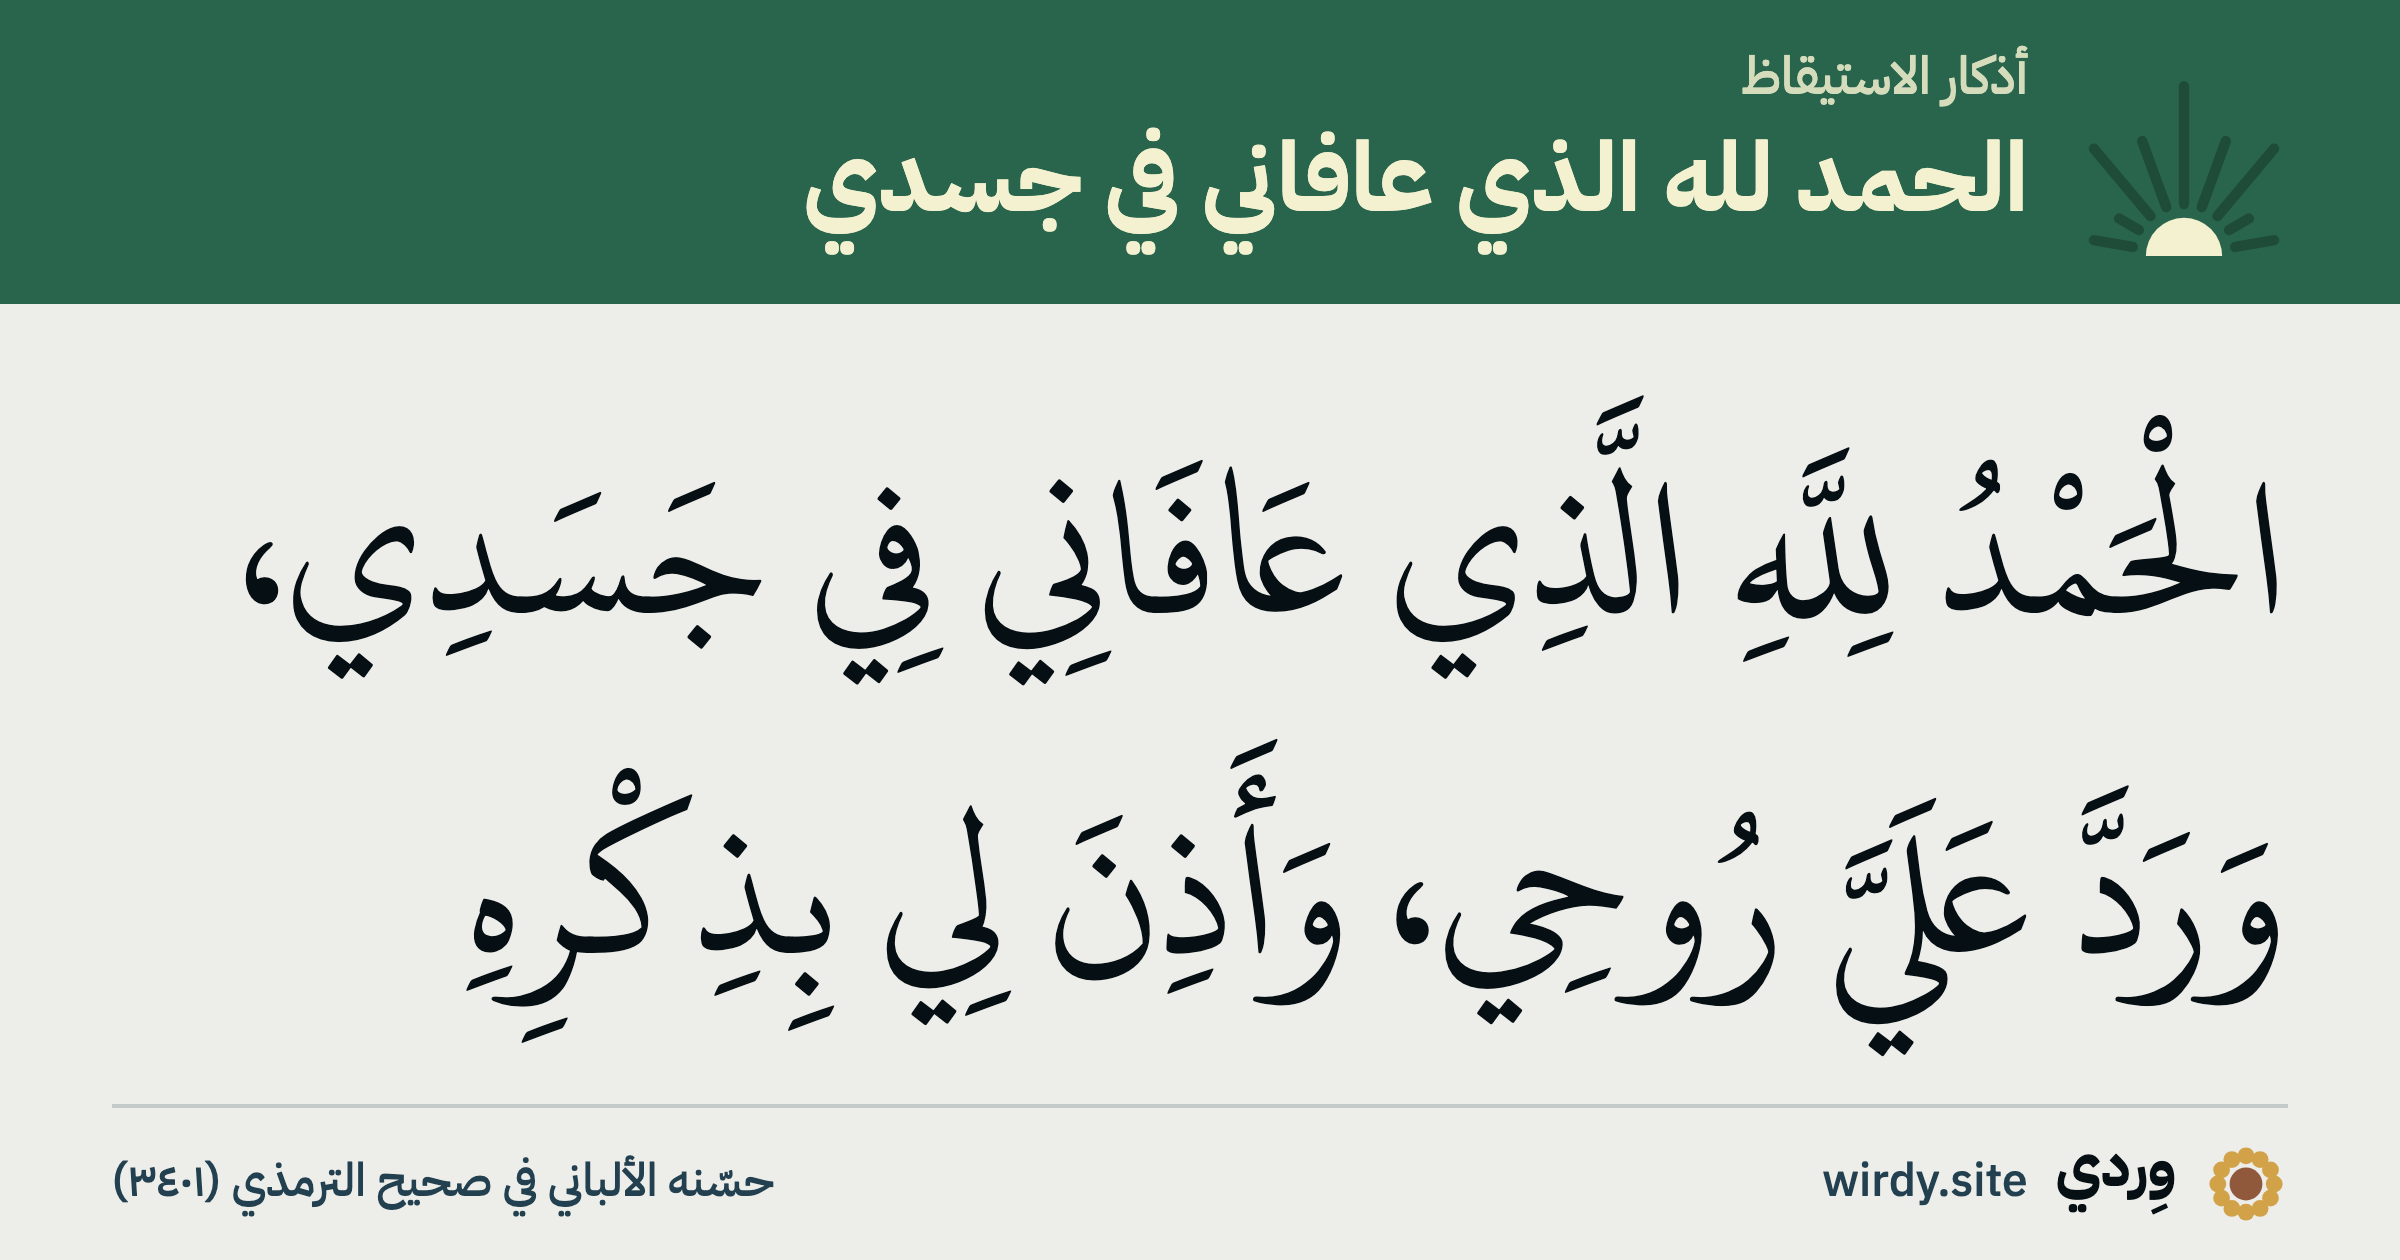 أذكار الاستيقاظ
الحمد لله الذي عافاني في جسدي
الْحَمْدُ لِلَّهِ الَّذِي عَافَانِي فِي جَسَدِي،
وَرَدَّ عَلَيَّ رُوحِي، وَأَذِنَ لِي بِذِكْرِهِ
وِردي wirdy.site
حسّنه الألباني في صحيح الترمذي (٣٤٠١)